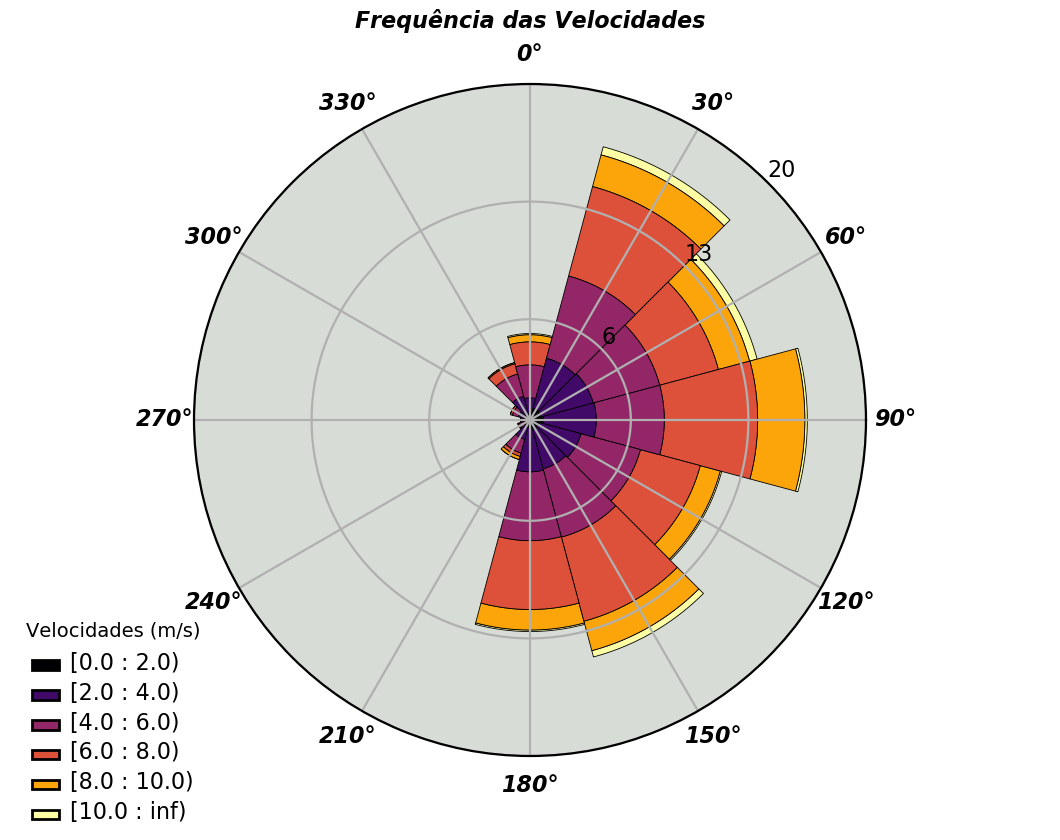 Frequência das Velocidades
0°
330°
30°
20
300°
60°
13
6
270°
90°
240°
120°
210°
150°
180°
Velocidades (m/s)
[0.0 : 2.0)
[2.0 : 4.0)
[4.0 : 6.0)
[6.0 : 8.0)
[8.0 : 10.0)
[10.0 : inf)